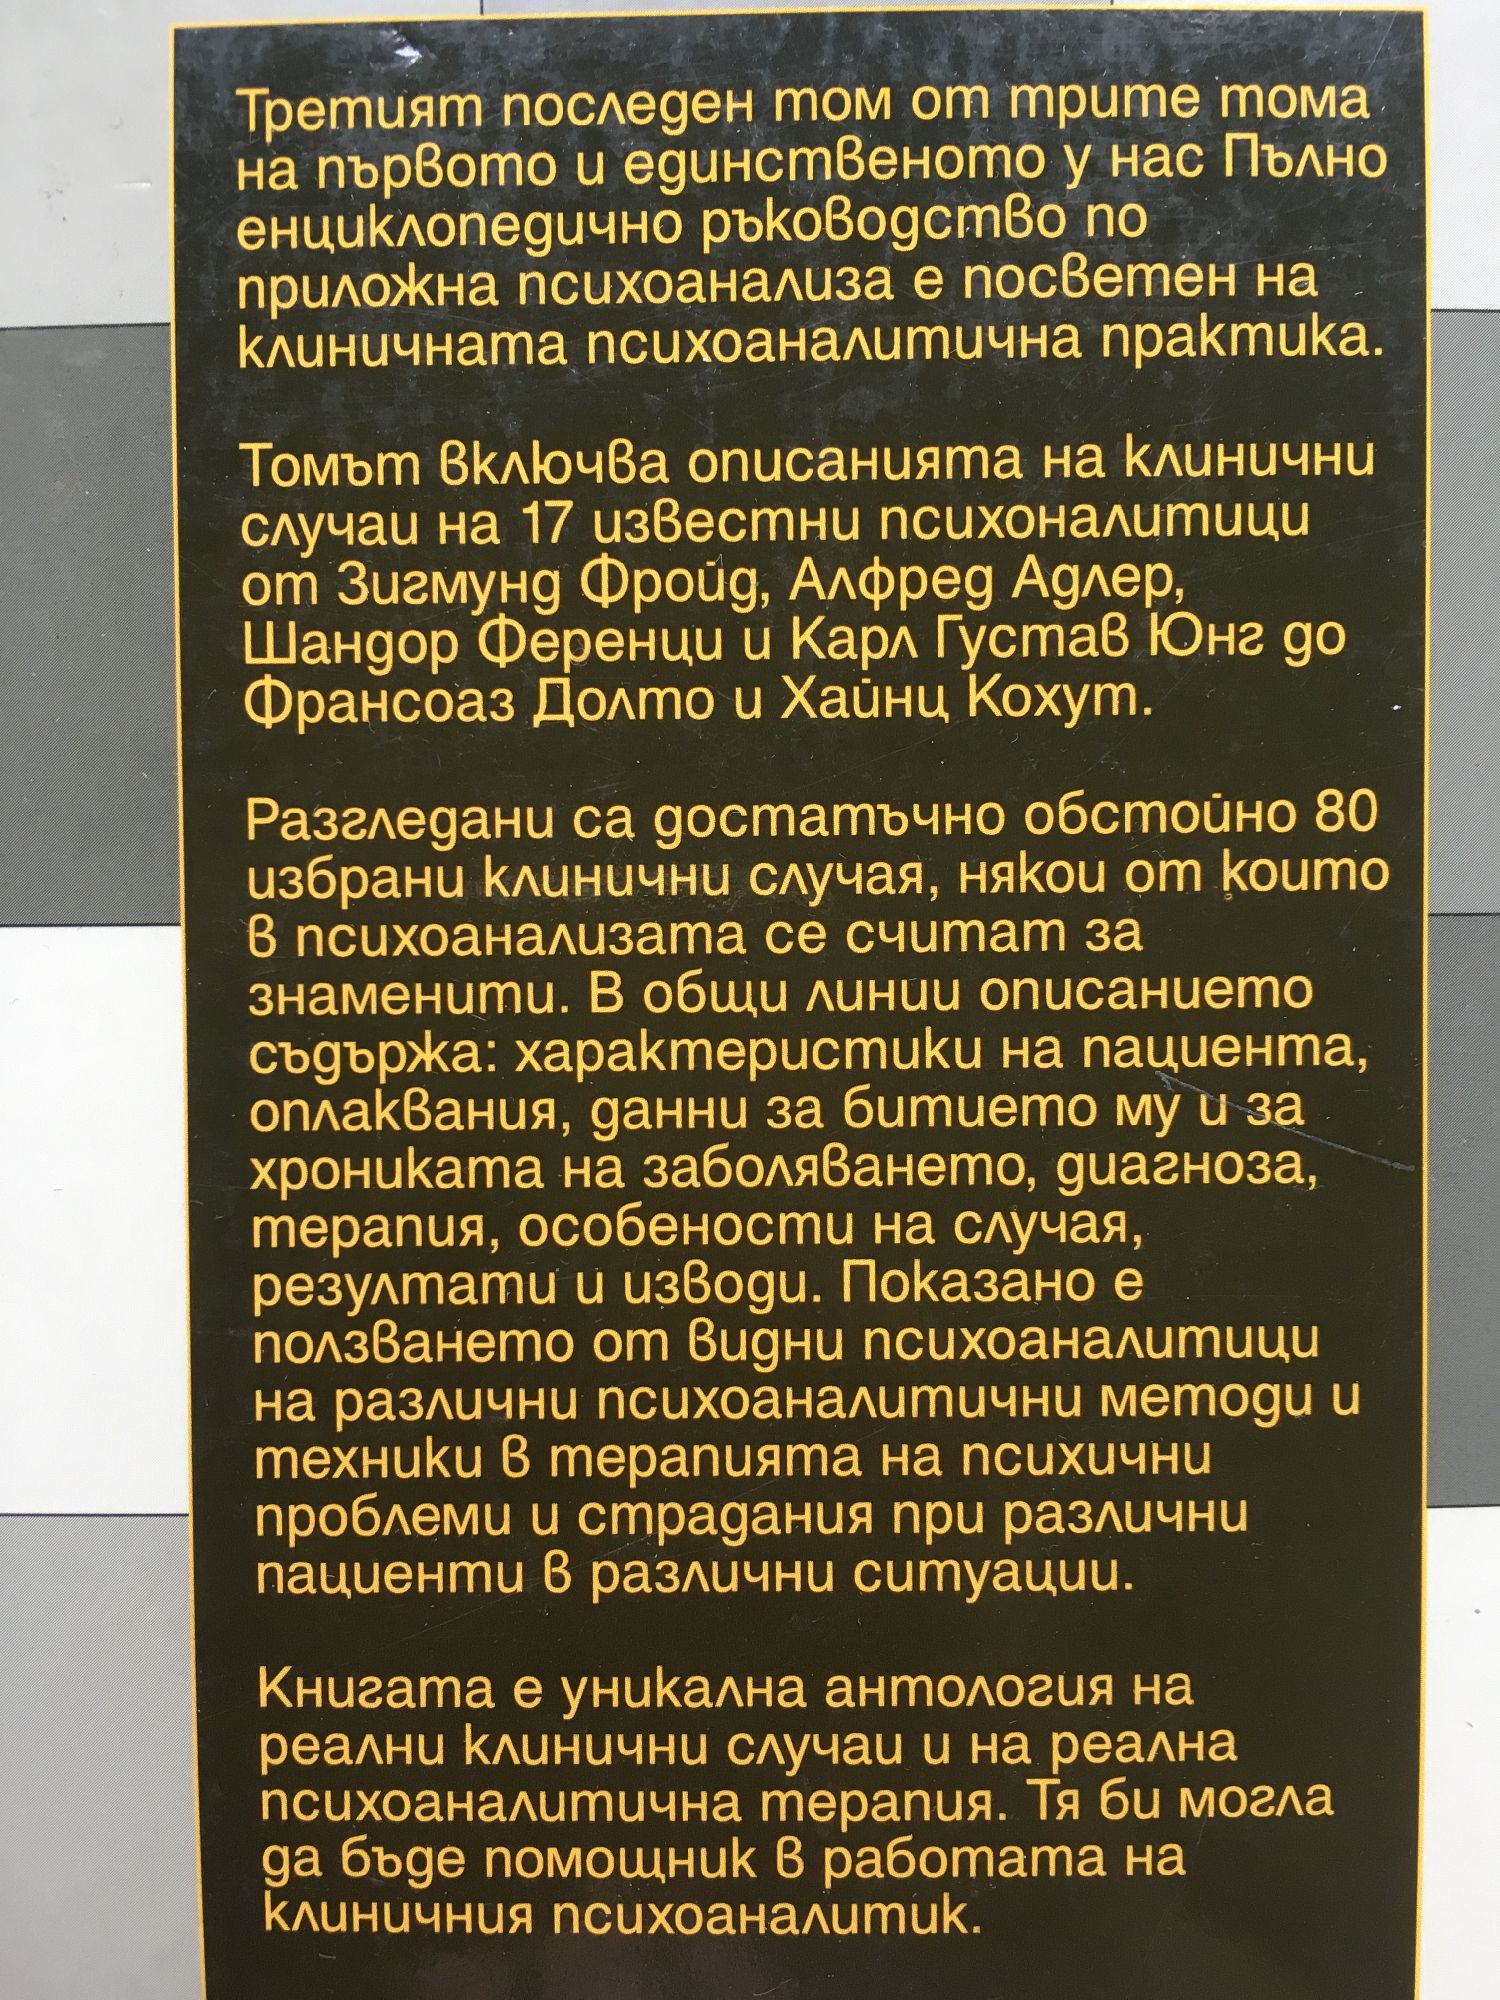 Третият последен том от трите тома
на първото и единственото у нас Пълно
енциклопедично ръководство по
приложна психоанализа е посветен на
клиничната психоаналитична практика.
Томът включва описанията на клинични
случаи на 17 известни психоналитици
от Зигмунд Фройд, Алфред Адлер,
Шандор Ференци и Карл Густав Юнг до
Франсоаз Долто и Хайнц Кохут.
Разгледани са достатъчно обстойно 80
избрани клинични случая, някои от които
в психоанализата се считат за
знаменити. В общи линии описанието
съдържа: характеристики на пациента,
оплаквания, данни за битието му и за
хрониката на заболяването, диагноза,
терапия, особености на случая,
резултати и изводи. Показано е
ползването от видни психоаналитици
на различни психоаналитични методи и
техники в терапията на психични
проблеми и страдания при различни
пациенти в различни ситуации.
Книгата е уникална антология на
реални клинични случаи и на реална
психоаналитична терапия. Тя би могла
да бъде помощник в работата на
клиничния психоаналитик.